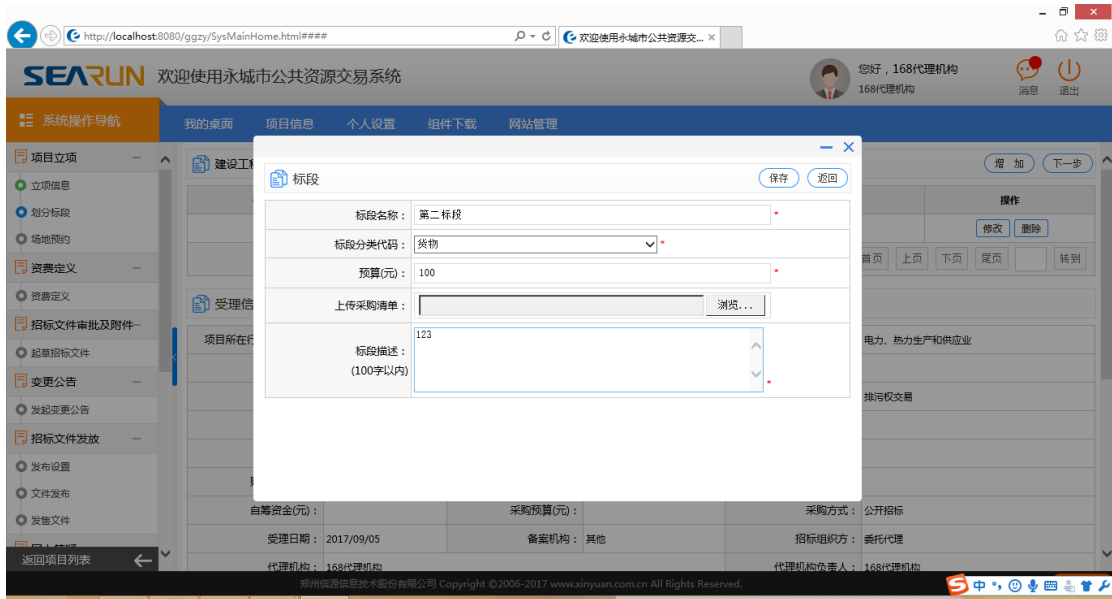 http://localhost:8080/ggzy/SysMainHome.html####
欢迎使用永城市公共资源交... ×
SEARUN 欢迎使用永城市公共资源交易系统
您好，168代理机构
168代理机构
消息 退出
系统操作导航
我的桌面 项目信息 个人设置 组件下载 网站管理
项目立项
立项信息
划分标段
场地预约
资费定义
资费定义
招标文件审批及附件
起草招标文件
变更公告
发起变更公告
招标文件发放
发布设置
文件发布
发售文件
返回项目列表
建设工
增 加 下一步
操作
修改 删除
首页 上页 下页 尾页 转到
受理信
项目所在行
电力、热力生产和供应业
排污权交易
标段
保存 返回
标段名称： 第二标段 *
标段分类代码： 货物 *
预算(元)： 100 *
上传采购清单： 浏览...
标段描述：
(100字以内)
123
*
自筹资金(元)： 采购预算(元)： 采购方式： 公开招标
受理日期： 2017/09/05 备案机构： 其他 招标组织方： 委托代理
代理机构： 168代理机构 代理机构负责人： 168代理机构
郑州信源信息技术股份有限公司 Copyright ©2006-2017 www.xinyuan.com.cn All Rights Reserved.
中